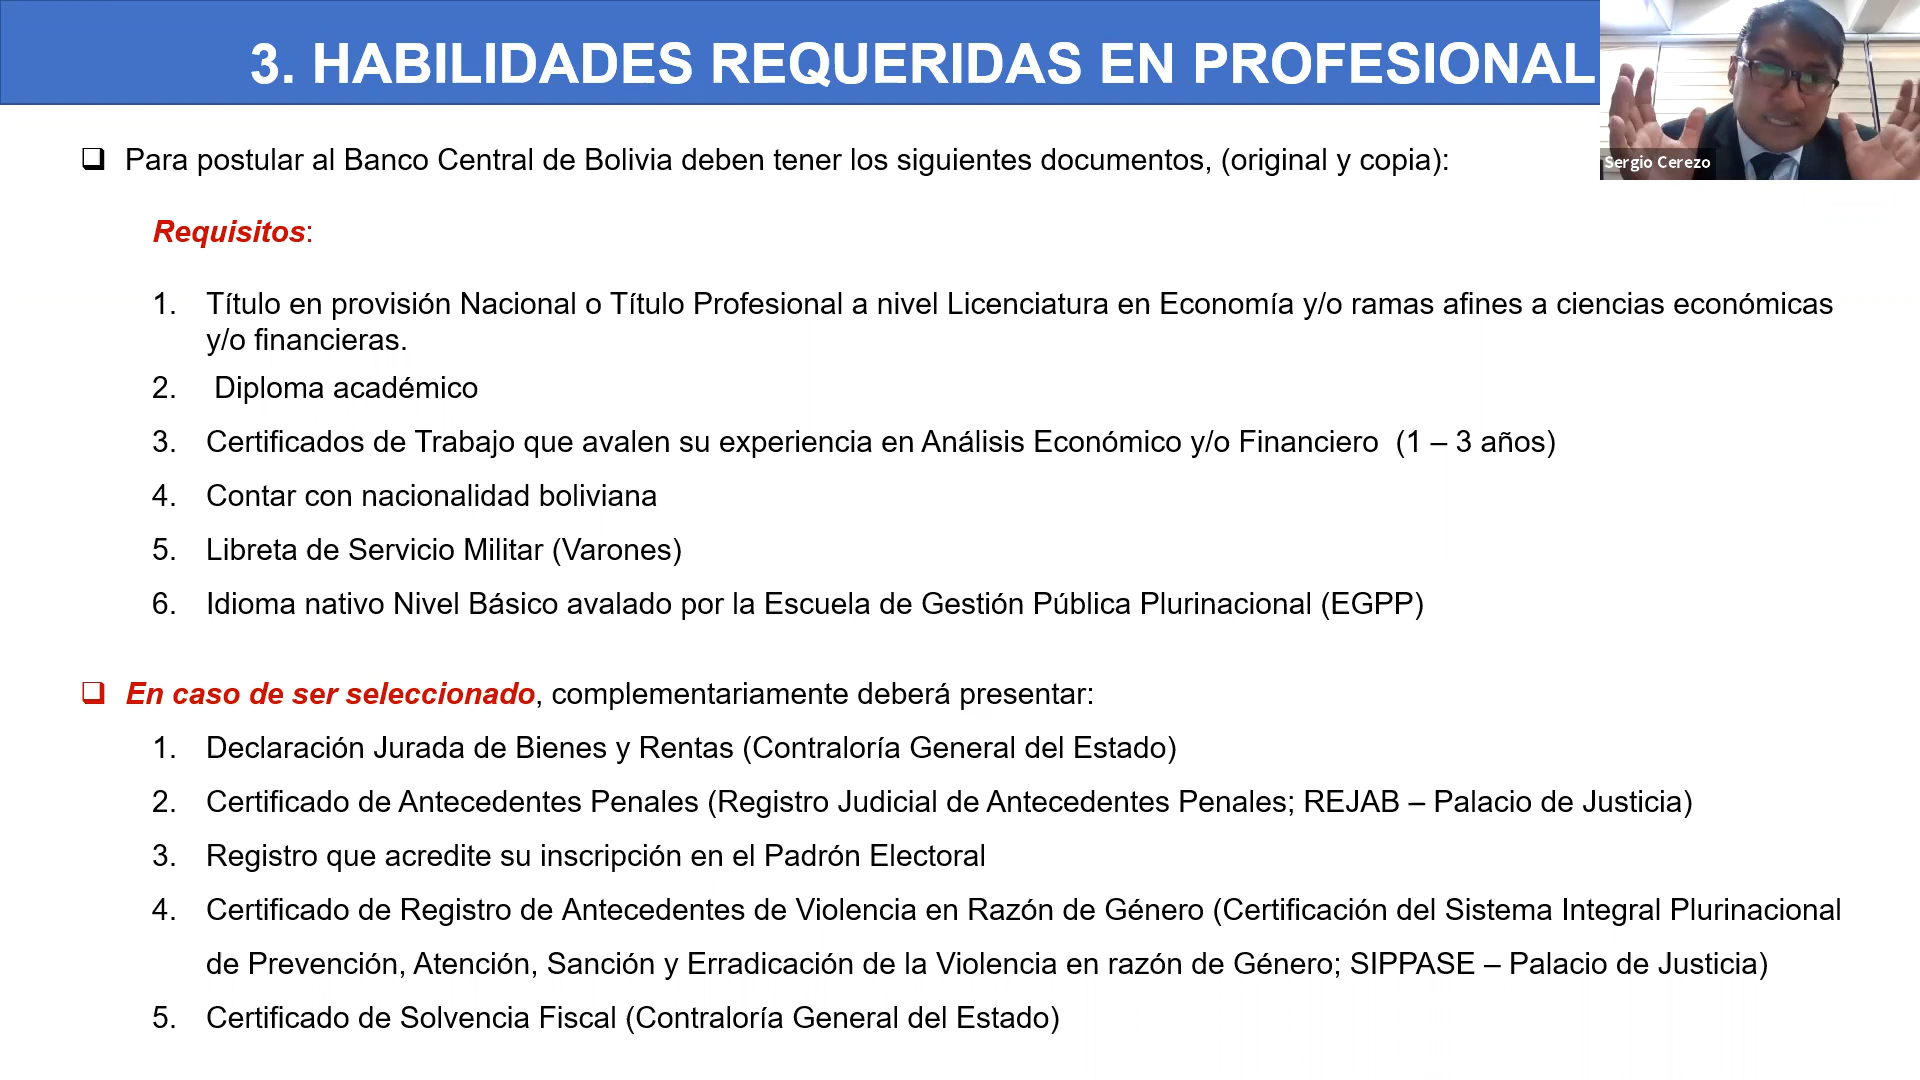 3. HABILIDADES REQUERIDAS EN PROFESIONAL
Sergio Cerezo
❑ Para postular al Banco Central de Bolivia deben tener los siguientes documentos, (original y copia):
Requisitos:
1. Título en provisión Nacional o Título Profesional a nivel Licenciatura en Economía y/o ramas afines a ciencias económicas
y/o financieras.
2. Diploma académico
3. Certificados de Trabajo que avalen su experiencia en Análisis Económico y/o Financiero (1 – 3 años)
4. Contar con nacionalidad boliviana
5. Libreta de Servicio Militar (Varones)
6. Idioma nativo Nivel Básico avalado por la Escuela de Gestión Pública Plurinacional (EGPP)
❑ En caso de ser seleccionado, complementariamente deberá presentar:
1. Declaración Jurada de Bienes y Rentas (Contraloría General del Estado)
2. Certificado de Antecedentes Penales (Registro Judicial de Antecedentes Penales; REJAB – Palacio de Justicia)
3. Registro que acredite su inscripción en el Padrón Electoral
4. Certificado de Registro de Antecedentes de Violencia en Razón de Género (Certificación del Sistema Integral Plurinacional
de Prevención, Atención, Sanción y Erradicación de la Violencia en razón de Género; SIPPASE – Palacio de Justicia)
5. Certificado de Solvencia Fiscal (Contraloría General del Estado)